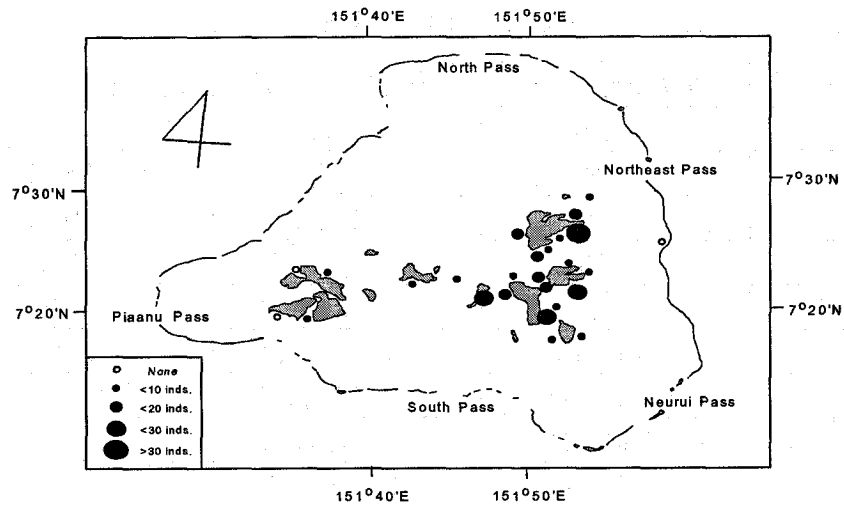 151°40'E 151°50'E
North Pass
Northeast Pass
7°30'N 7°30'N
7°20'N 7°20'N
Piaanu Pass
None
<10 inds.
<20 inds.
<30 inds.
>30 inds.
South Pass
Neurui Pass
151°40'E 151°50'E